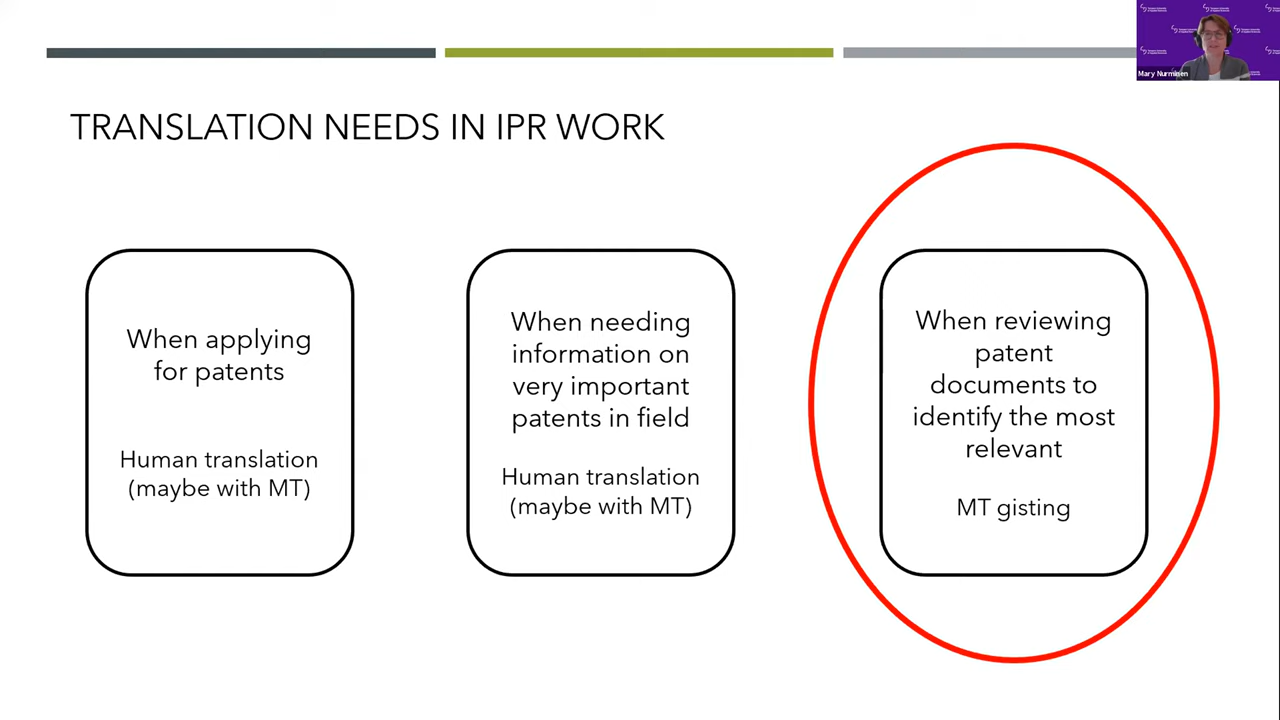 Mary Nurminen
TRANSLATION NEEDS IN IPR WORK
When applying
for patents
Human translation
(maybe with MT)
When needing
information on
very important
patents in field
Human translation
(maybe with MT)
When reviewing
patent
documents to
identify the most
relevant
MT gisting